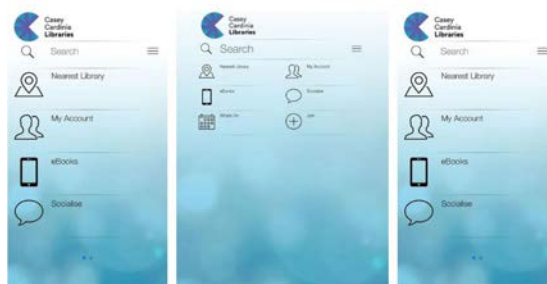 Casey
Cardinia
Libraries
Search
Nearest Library
My Account
eBooks
Socialise
Casey
Cardinia
Libraries
Search
Nearest Library
My Account
eBooks
Socialise
What's On
Join
Casey
Cardinia
Libraries
Search
Nearest Library
My Account
eBooks
Socialise